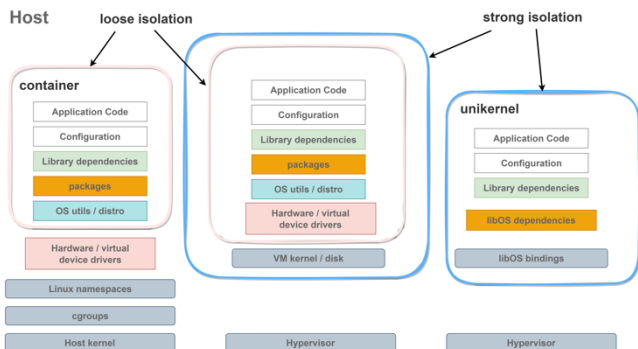 Host
loose isolation
strong isolation
container
Application Code
Configuration
Library dependencies
packages
OS utils / distro
Hardware / virtual
device drivers
Linux namespaces
cgroups
Host kernel
Application Code
Configuration
Library dependencies
packages
OS utils / distro
Hardware / virtual
device drivers
VM kernel / disk
Hypervisor
unikernel
Application Code
Configuration
Library dependencies
libOS dependencies
libOS bindings
Hypervisor